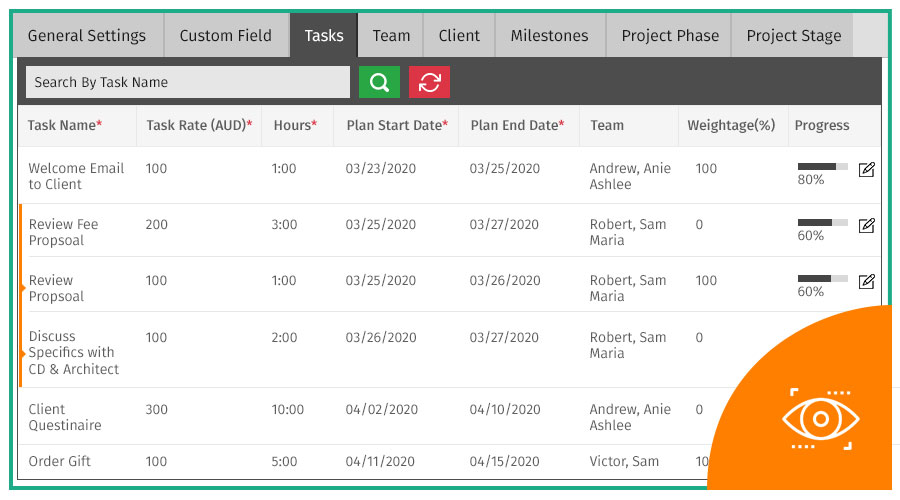 General Settings Custom Field Tasks Team Client Milestones Project Phase Project Stage
Search By Task Name
Task Name* Task Rate (AUD)* Hours* Plan Start Date* Plan End Date* Team Weightage(%) Progress
Welcome Email 100 1:00 03/23/2020 03/25/2020 Andrew, Anie 100
to Client Ashlee 80%
Review Fee 200 3:00 03/25/2020 03/27/2020 Robert, Sam 0
Propsoal Maria 60%
Review 100 1:00 03/25/2020 03/26/2020 Robert, Sam 100
Propsoal Maria 60%
Discuss 100 2:00 03/26/2020 03/27/2020 Robert, Sam 0
Specifics with Maria
CD & Architect
Client 300 10:00 04/02/2020 04/10/2020 Andrew, Anie 0
Questinaire Ashlee
Order Gift 100 5:00 04/11/2020 04/15/2020 Victor, Sam